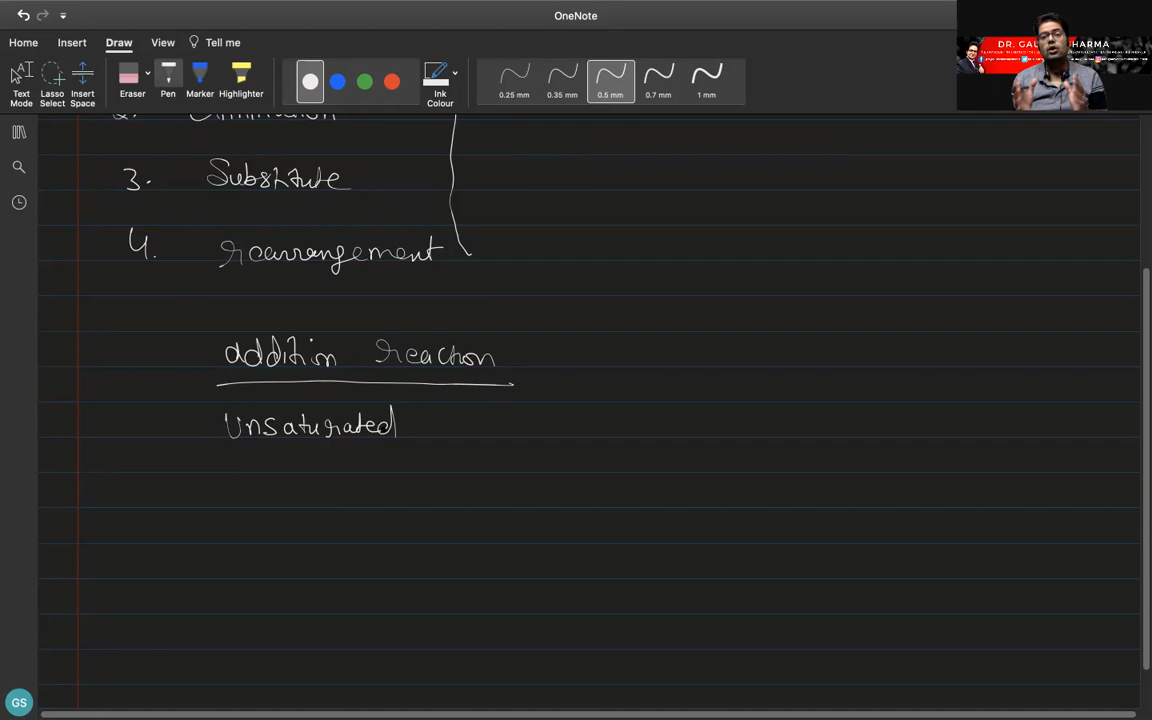 OneNote
Home Insert Draw View Tell me
Text Mode Lasso Select Insert Space Eraser Pen Marker Highlighter Ink Colour 0.25 mm 0.35 mm 0.5 mm 0.7 mm 1 mm
3. Substitute
4. rearrangement
addition reaction
Unsaturated
GS